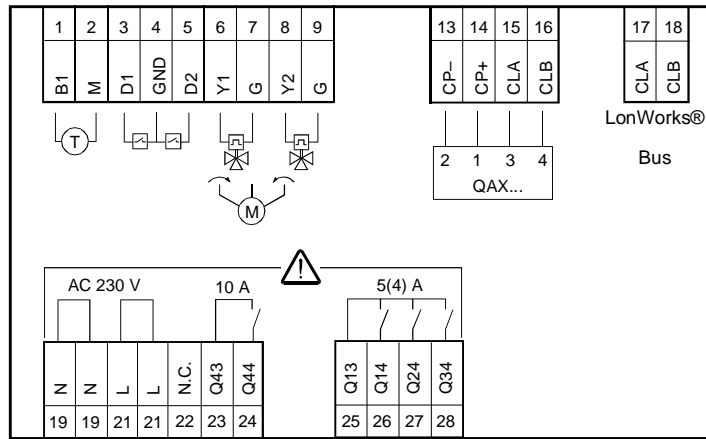 1 2 3 4 5 6 7 8 9
B1 M D1 GND D2 Y1 G Y2 G
13 14 15 16
CP– CP+ CLA CLB
17 18
CLA CLB
LonWorks®
Bus
T
M
2 1 3 4
QAX...
AC 230 V
10 A
!
5(4) A
N N L L N.C. Q43 Q44
19 19 21 21 22 23 24
Q13 Q14 Q24 Q34
25 26 27 28